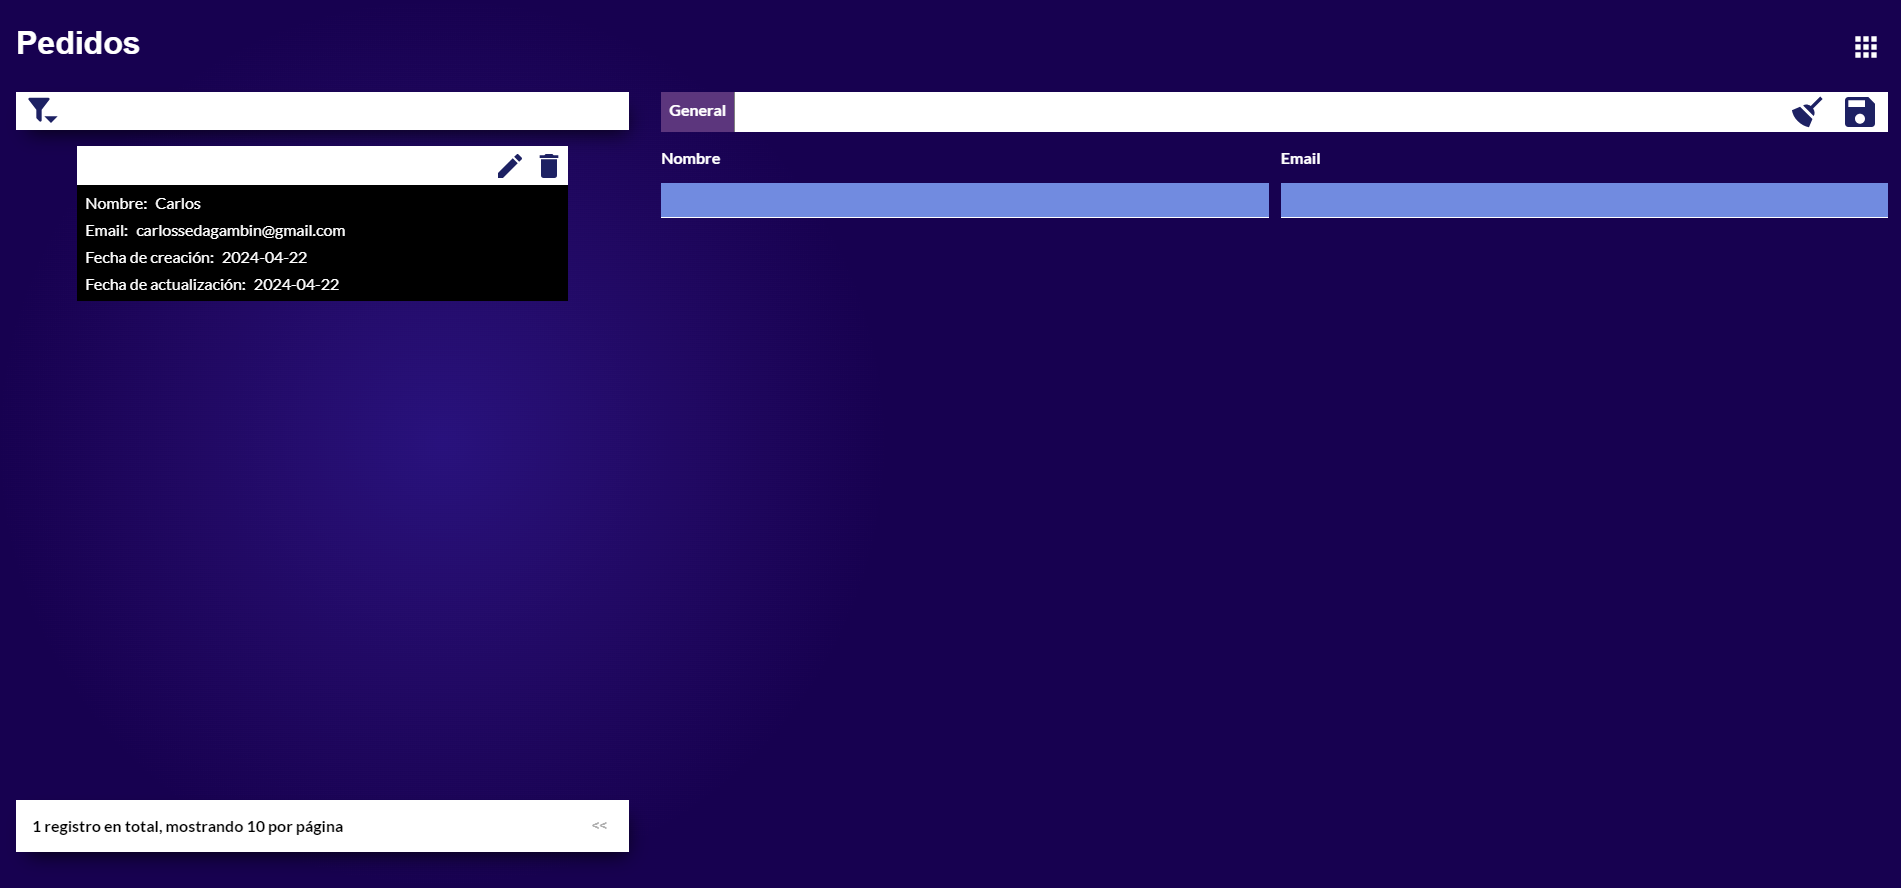 Pedidos
General
Nombre
Email
Nombre: Carlos
Email: carlossedagambin@gmail.com
Fecha de creación: 2024-04-22
Fecha de actualización: 2024-04-22
1 registro en total, mostrando 10 por página
<<